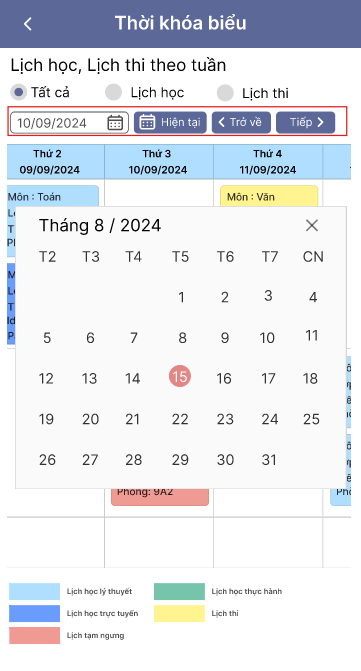 Thời khóa biểu
Lịch học, Lịch thi theo tuần
Tất cả Lịch học Lịch thi
10/09/2024 Hiện tại Trở về Tiếp
Thứ 2 Thứ 3 Thứ 4
09/09/2024 10/09/2024 11/09/2024
Môn : Toán Môn : Văn
Tháng 8 / 2024
T2 T3 T4 T5 T6 T7 CN
1 2 3 4
5 6 7 8 9 10 11
12 13 14 15 16 17 18
19 20 21 22 23 24 25
26 27 28 29 30 31
Phòng: 9A2
Lịch học lý thuyết Lịch học thực hành
Lịch học trực tuyến Lịch thi
Lịch tạm ngưng